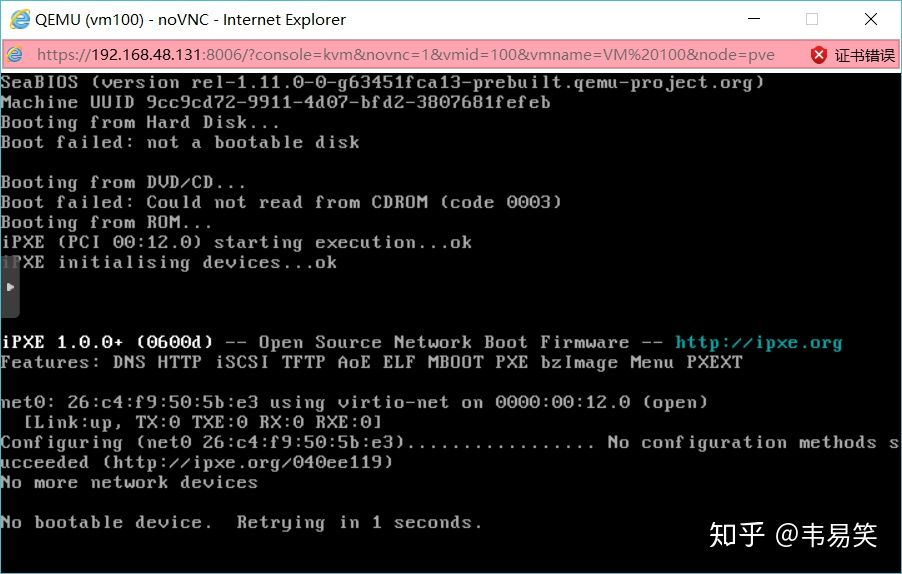 QEMU (vm100) - noVNC - Internet Explorer
https://192.168.48.131:8006/?console=kvm&novnc=1&vmid=100&vmname=VM%20100&node=pve 证书错误
SeaBIOS (version rel-1.11.0-0-g63451fca13-prebuilt.qemu-project.org)
Machine UUID 9cc9cd72-9911-4d07-bfd2-3807681fefeb
Booting from Hard Disk...
Boot failed: not a bootable disk
Booting from DVD/CD...
Boot failed: Could not read from CDROM (code 0003)
Booting from ROM...
iPXE (PCI 00:12.0) starting execution...ok
iPXE initialising devices...ok
iPXE 1.0.0+ (0600d) -- Open Source Network Boot Firmware -- http://ipxe.org
Features: DNS HTTP iSCSI TFTP AoE ELF MBOOT PXE bzImage Menu PXEXT
net0: 26:c4:f9:50:5b:e3 using virtio-net on 0000:00:12.0 (open)
[Link:up, TX:0 TXE:0 RX:0 RXE:0]
Configuring (net0 26:c4:f9:50:5b:e3)................. No configuration methods s
ucceeded (http://ipxe.org/040ee119)
No more network devices
No bootable device.  Retrying in 1 seconds.
知乎 @韦易笑